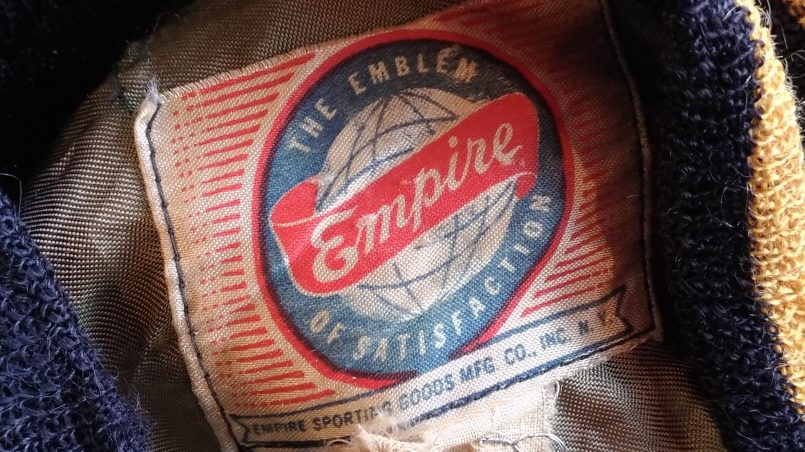 THE EMBLEM
Empire
OF SATISFACTION
EMPIRE SPORTING GOODS MFG. CO., INC. N. Y.